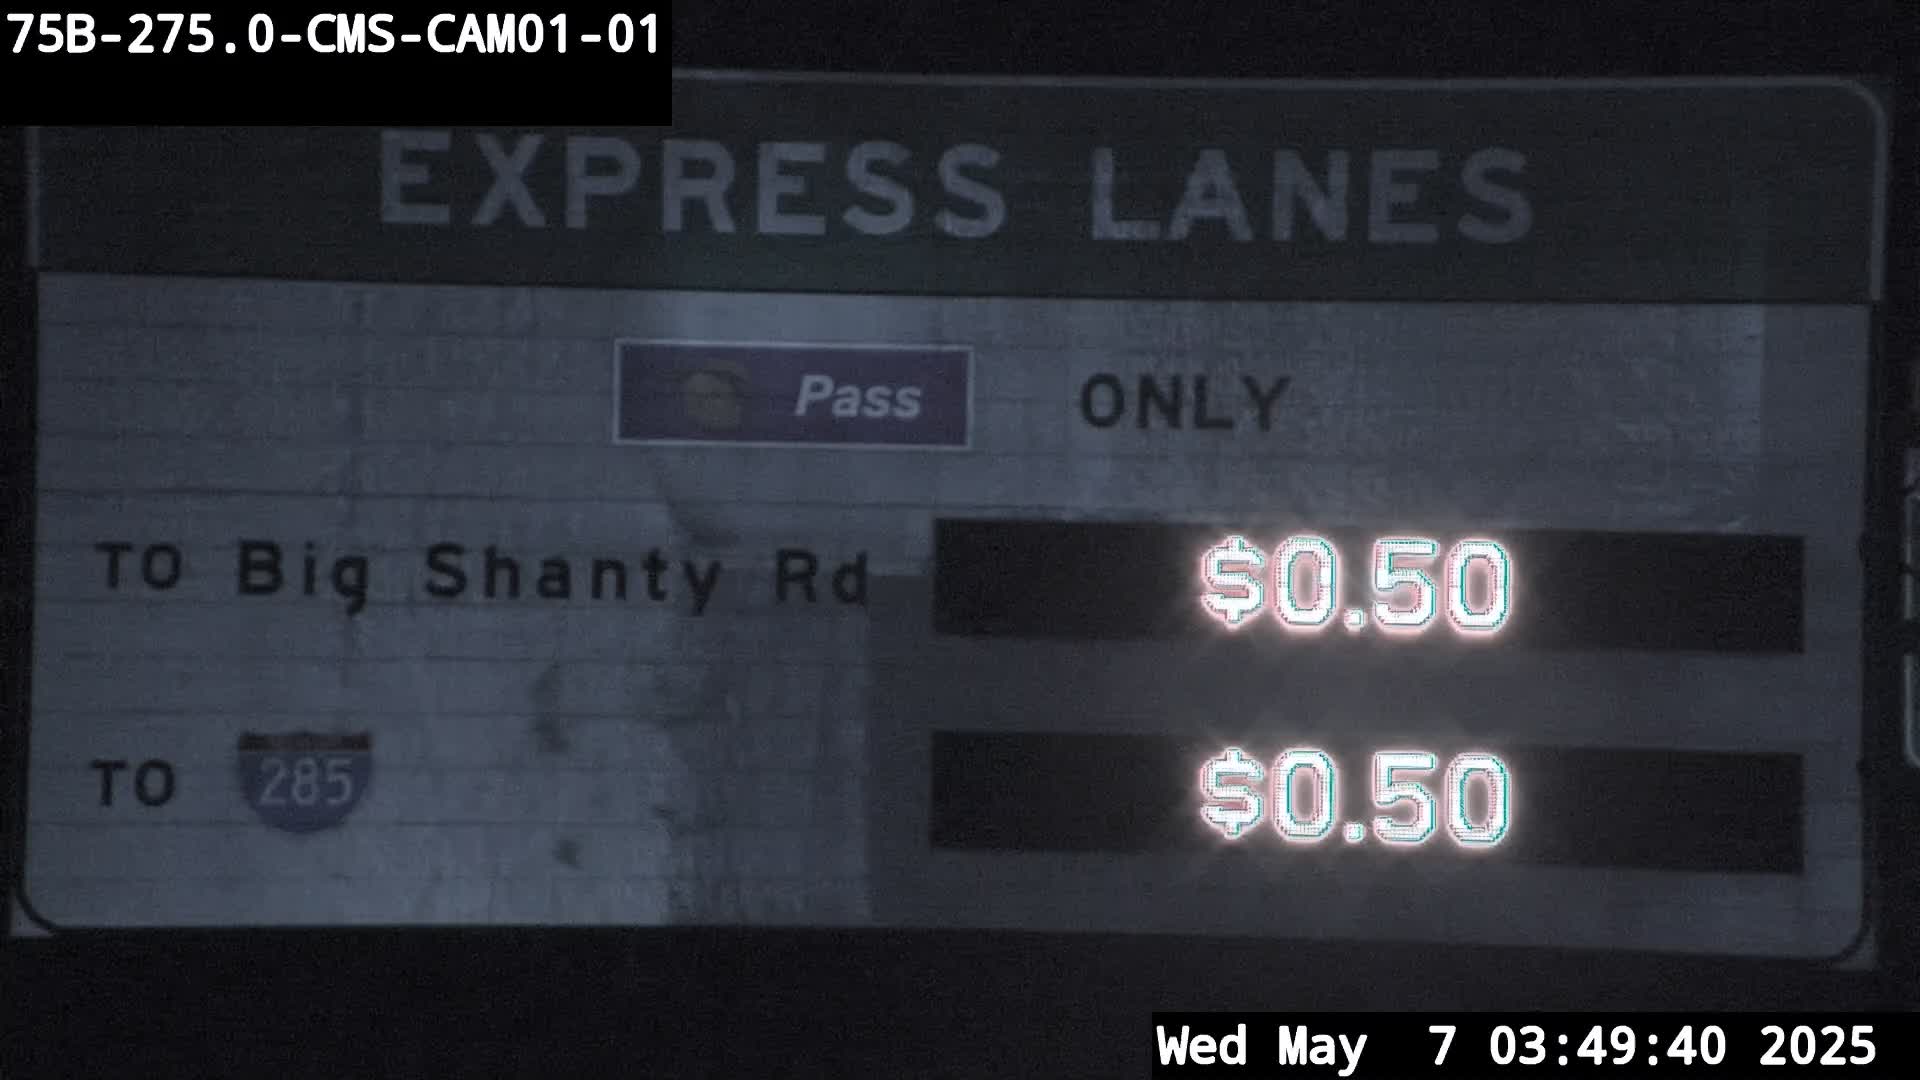 75B-275.0-CMS-CAM01-01
EXPRESS LANES
Pass ONLY
TO Big Shanty Rd $0.50
TO 285 $0.50
Wed May 7 03:49:40 2025